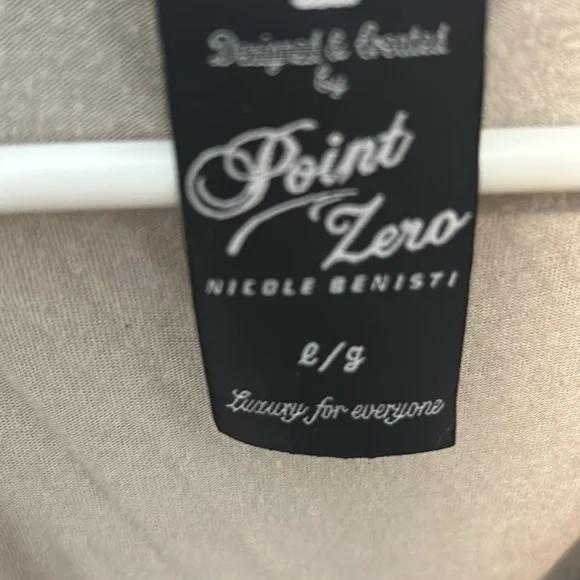 Designed & Created
by
Point
Zero
NICOLE BENISTI
l/g
Luxury for everyone